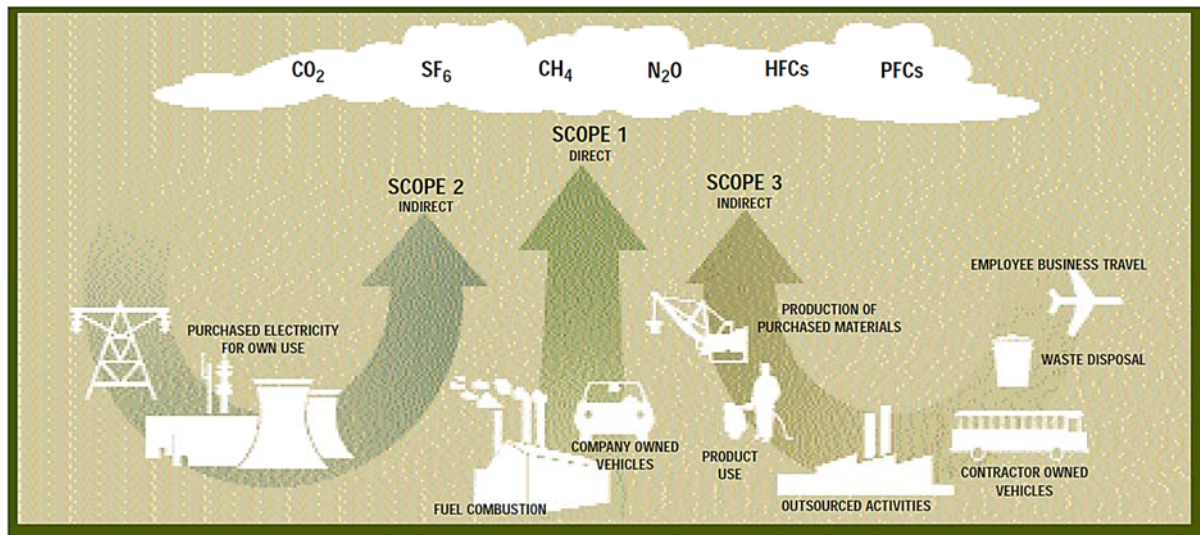 CO2 SF6 CH4 N2O HFCs PFCs
SCOPE 1
DIRECT
SCOPE 2
INDIRECT
SCOPE 3
INDIRECT
EMPLOYEE BUSINESS TRAVEL
PURCHASED ELECTRICITY
FOR OWN USE
PRODUCTION OF
PURCHASED MATERIALS
WASTE DISPOSAL
COMPANY OWNED
VEHICLES
PRODUCT
USE
CONTRACTOR OWNED
VEHICLES
FUEL COMBUSTION
OUTSOURCED ACTIVITIES